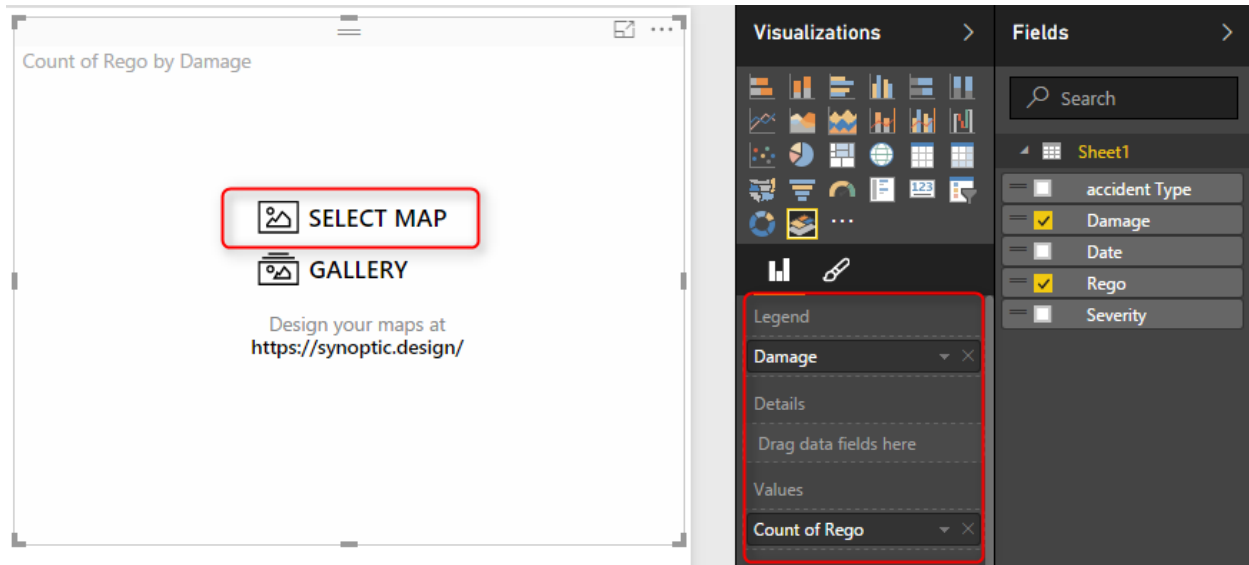 Count of Rego by Damage
SELECT MAP
GALLERY
Design your maps at
https://synoptic.design/
Visualizations
123
Legend
Damage
Details
Drag data fields here
Values
Count of Rego
Fields
Search
Sheet1
accident Type
Damage
Date
Rego
Severity